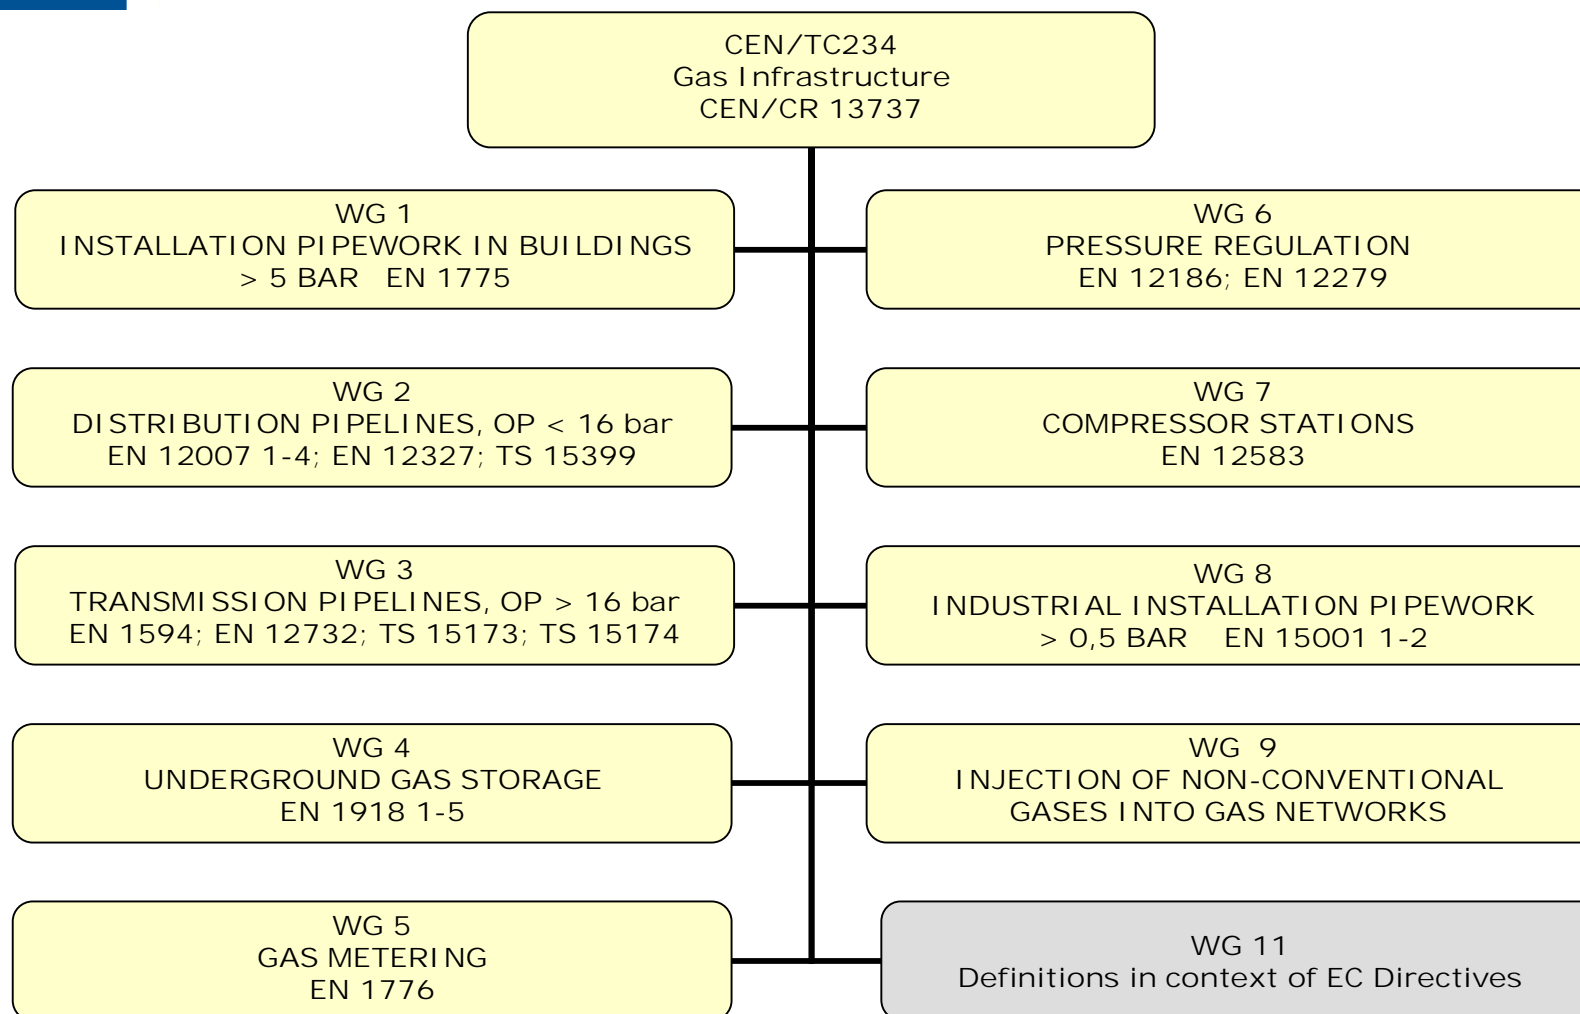 CEN/TC234
Gas Infrastructure
CEN/CR 13737
WG 1
INSTALLATION PIPEWORK IN BUILDINGS
> 5 BAR EN 1775
WG 2
DISTRIBUTION PIPELINES, OP < 16 bar
EN 12007 1-4; EN 12327; TS 15399
WG 3
TRANSMISSION PIPELINES, OP > 16 bar
EN 1594; EN 12732; TS 15173; TS 15174
WG 4
UNDERGROUND GAS STORAGE
EN 1918 1-5
WG 5
GAS METERING
EN 1776
WG 6
PRESSURE REGULATION
EN 12186; EN 12279
WG 7
COMPRESSOR STATIONS
EN 12583
WG 8
INDUSTRIAL INSTALLATION PIPEWORK
> 0,5 BAR EN 15001 1-2
WG 9
INJECTION OF NON-CONVENTIONAL
GASES INTO GAS NETWORKS
WG 11
Definitions in context of EC Directives